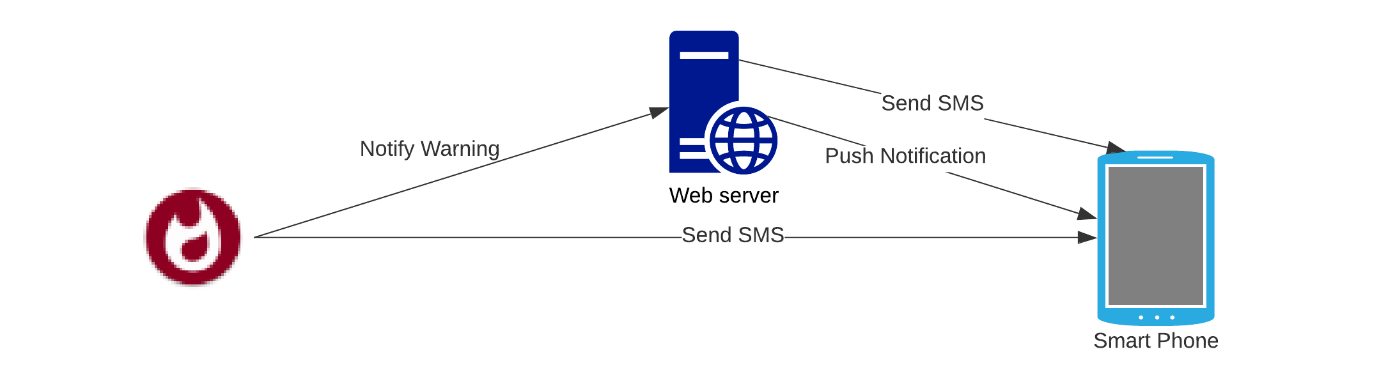 Send SMS
Notify Warning
Push Notification
Web server
Send SMS
Smart Phone